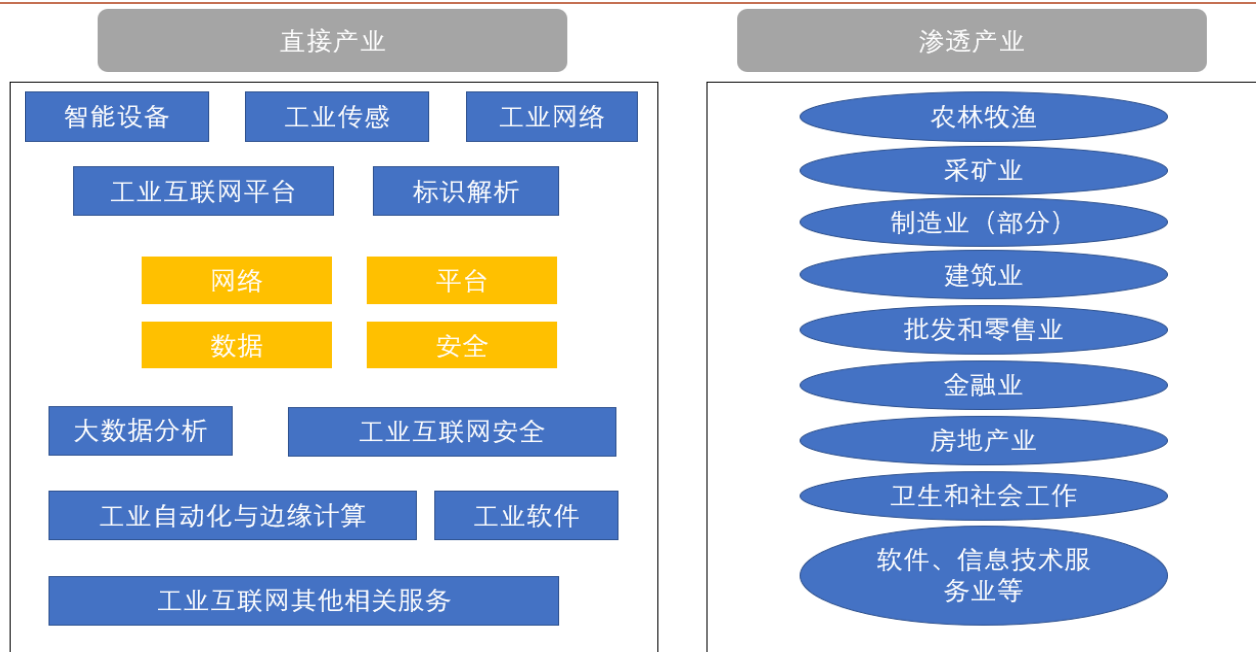 直接产业
智能设备
工业传感
工业网络
工业互联网平台
标识解析
网络
平台
数据
安全
大数据分析
工业互联网安全
工业自动化与边缘计算
工业软件
工业互联网其他相关服务
渗透产业
农林牧渔
采矿业
制造业（部分）
建筑业
批发和零售业
金融业
房地产业
卫生和社会工作
软件、信息技术服
务业等